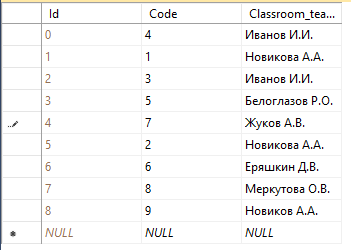 Id Code Classroom_tea...
0 4 Иванов И.И.
1 1 Новикова А.А.
2 3 Иванов И.И.
3 5 Белоглазов Р.О.
4 7 Жуков А.В.
5 2 Новикова А.А.
6 6 Еряшкин Д.В.
7 8 Меркутова О.В.
8 9 Новиков А.А.
NULL NULL NULL